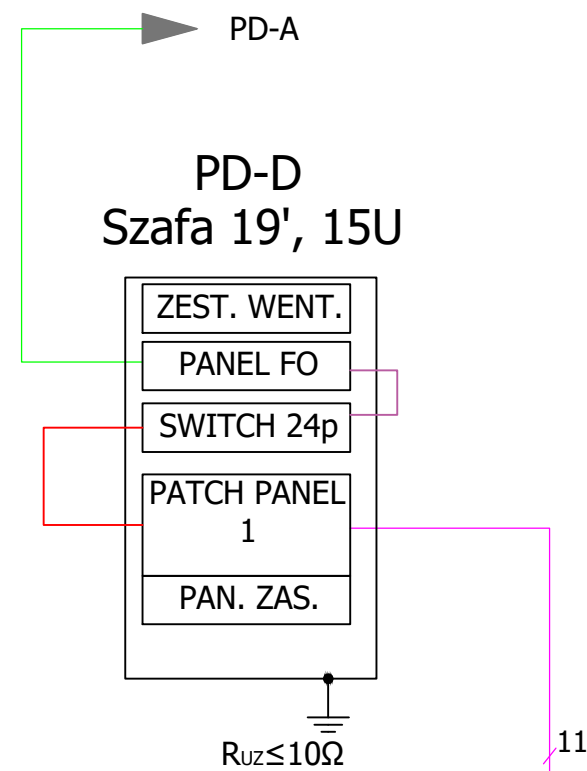 PD-A
PD-D
Szafa 19', 15U
ZEST. WENT.
PANEL FO
SWITCH 24p
PATCH PANEL
1
PAN. ZAS.
RUZ≤10Ω
11